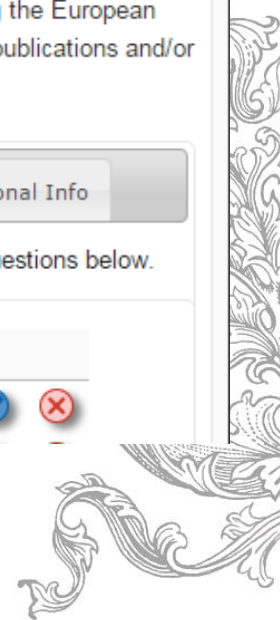 the European
publications and/or
onal Info
estions below.